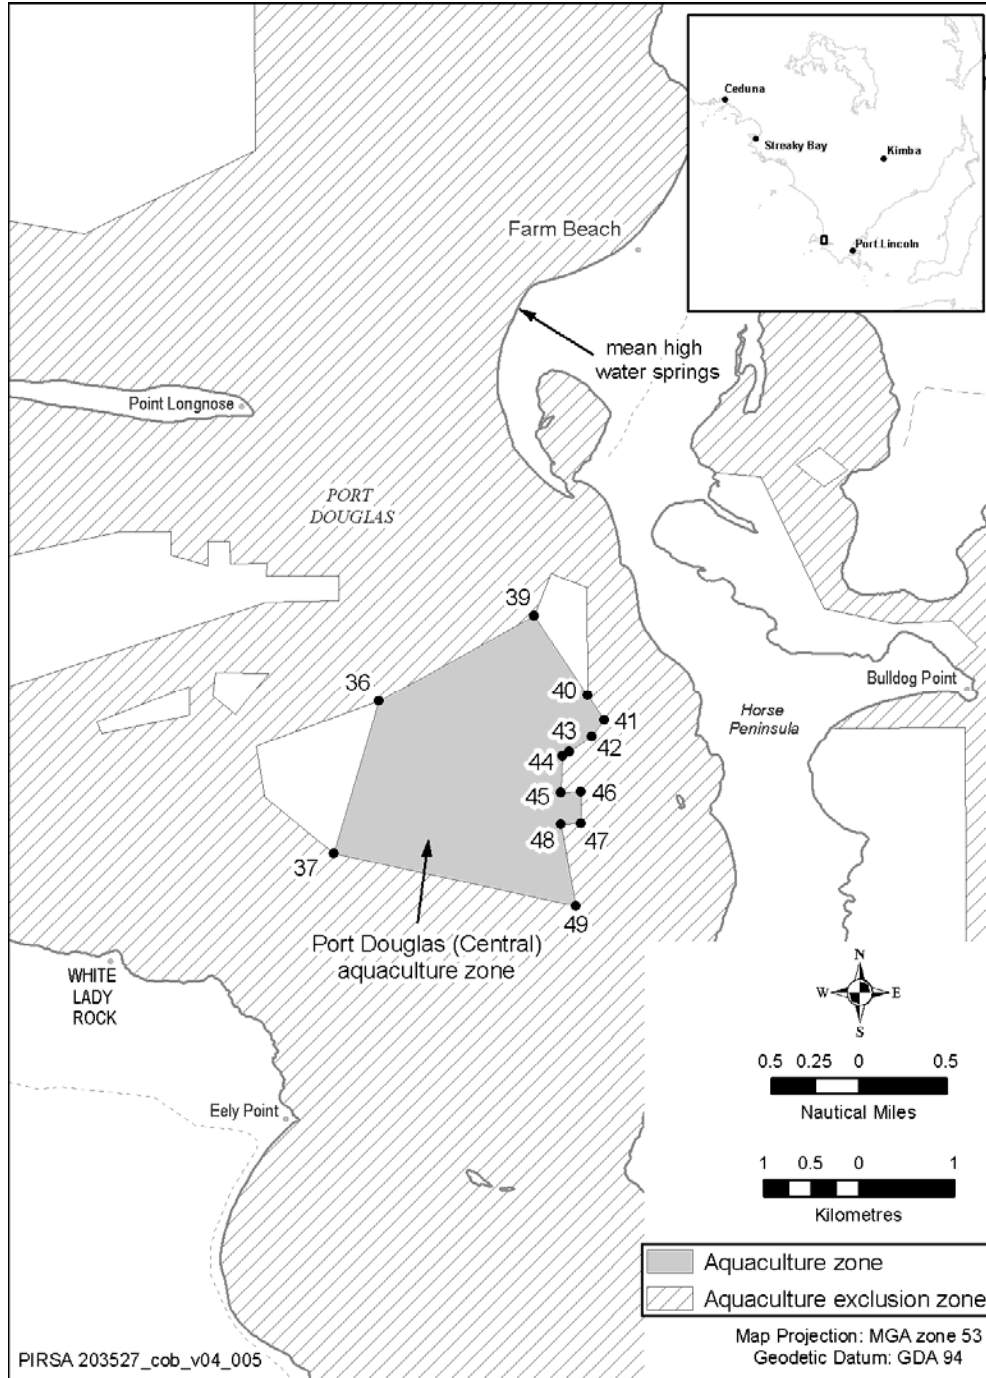 Ceduna
Streaky Bay
Kimba
Port Lincoln
Farm Beach
mean high
water springs
Point Longnose
PORT
DOUGLAS
39
36
40
41
43
42
44
45
46
48
47
37
49
Bulldog Point
Horse
Peninsula
Port Douglas (Central)
aquaculture zone
WHITE
LADY
ROCK
Eely Point
N
W
E
S
0.5 0.25 0 0.5
Nautical Miles
1 0.5 0 1
Kilometres
Aquaculture zone
Aquaculture exclusion zone
Map Projection: MGA zone 53
Geodetic Datum: GDA 94
PIRSA 203527_cob_v04_005